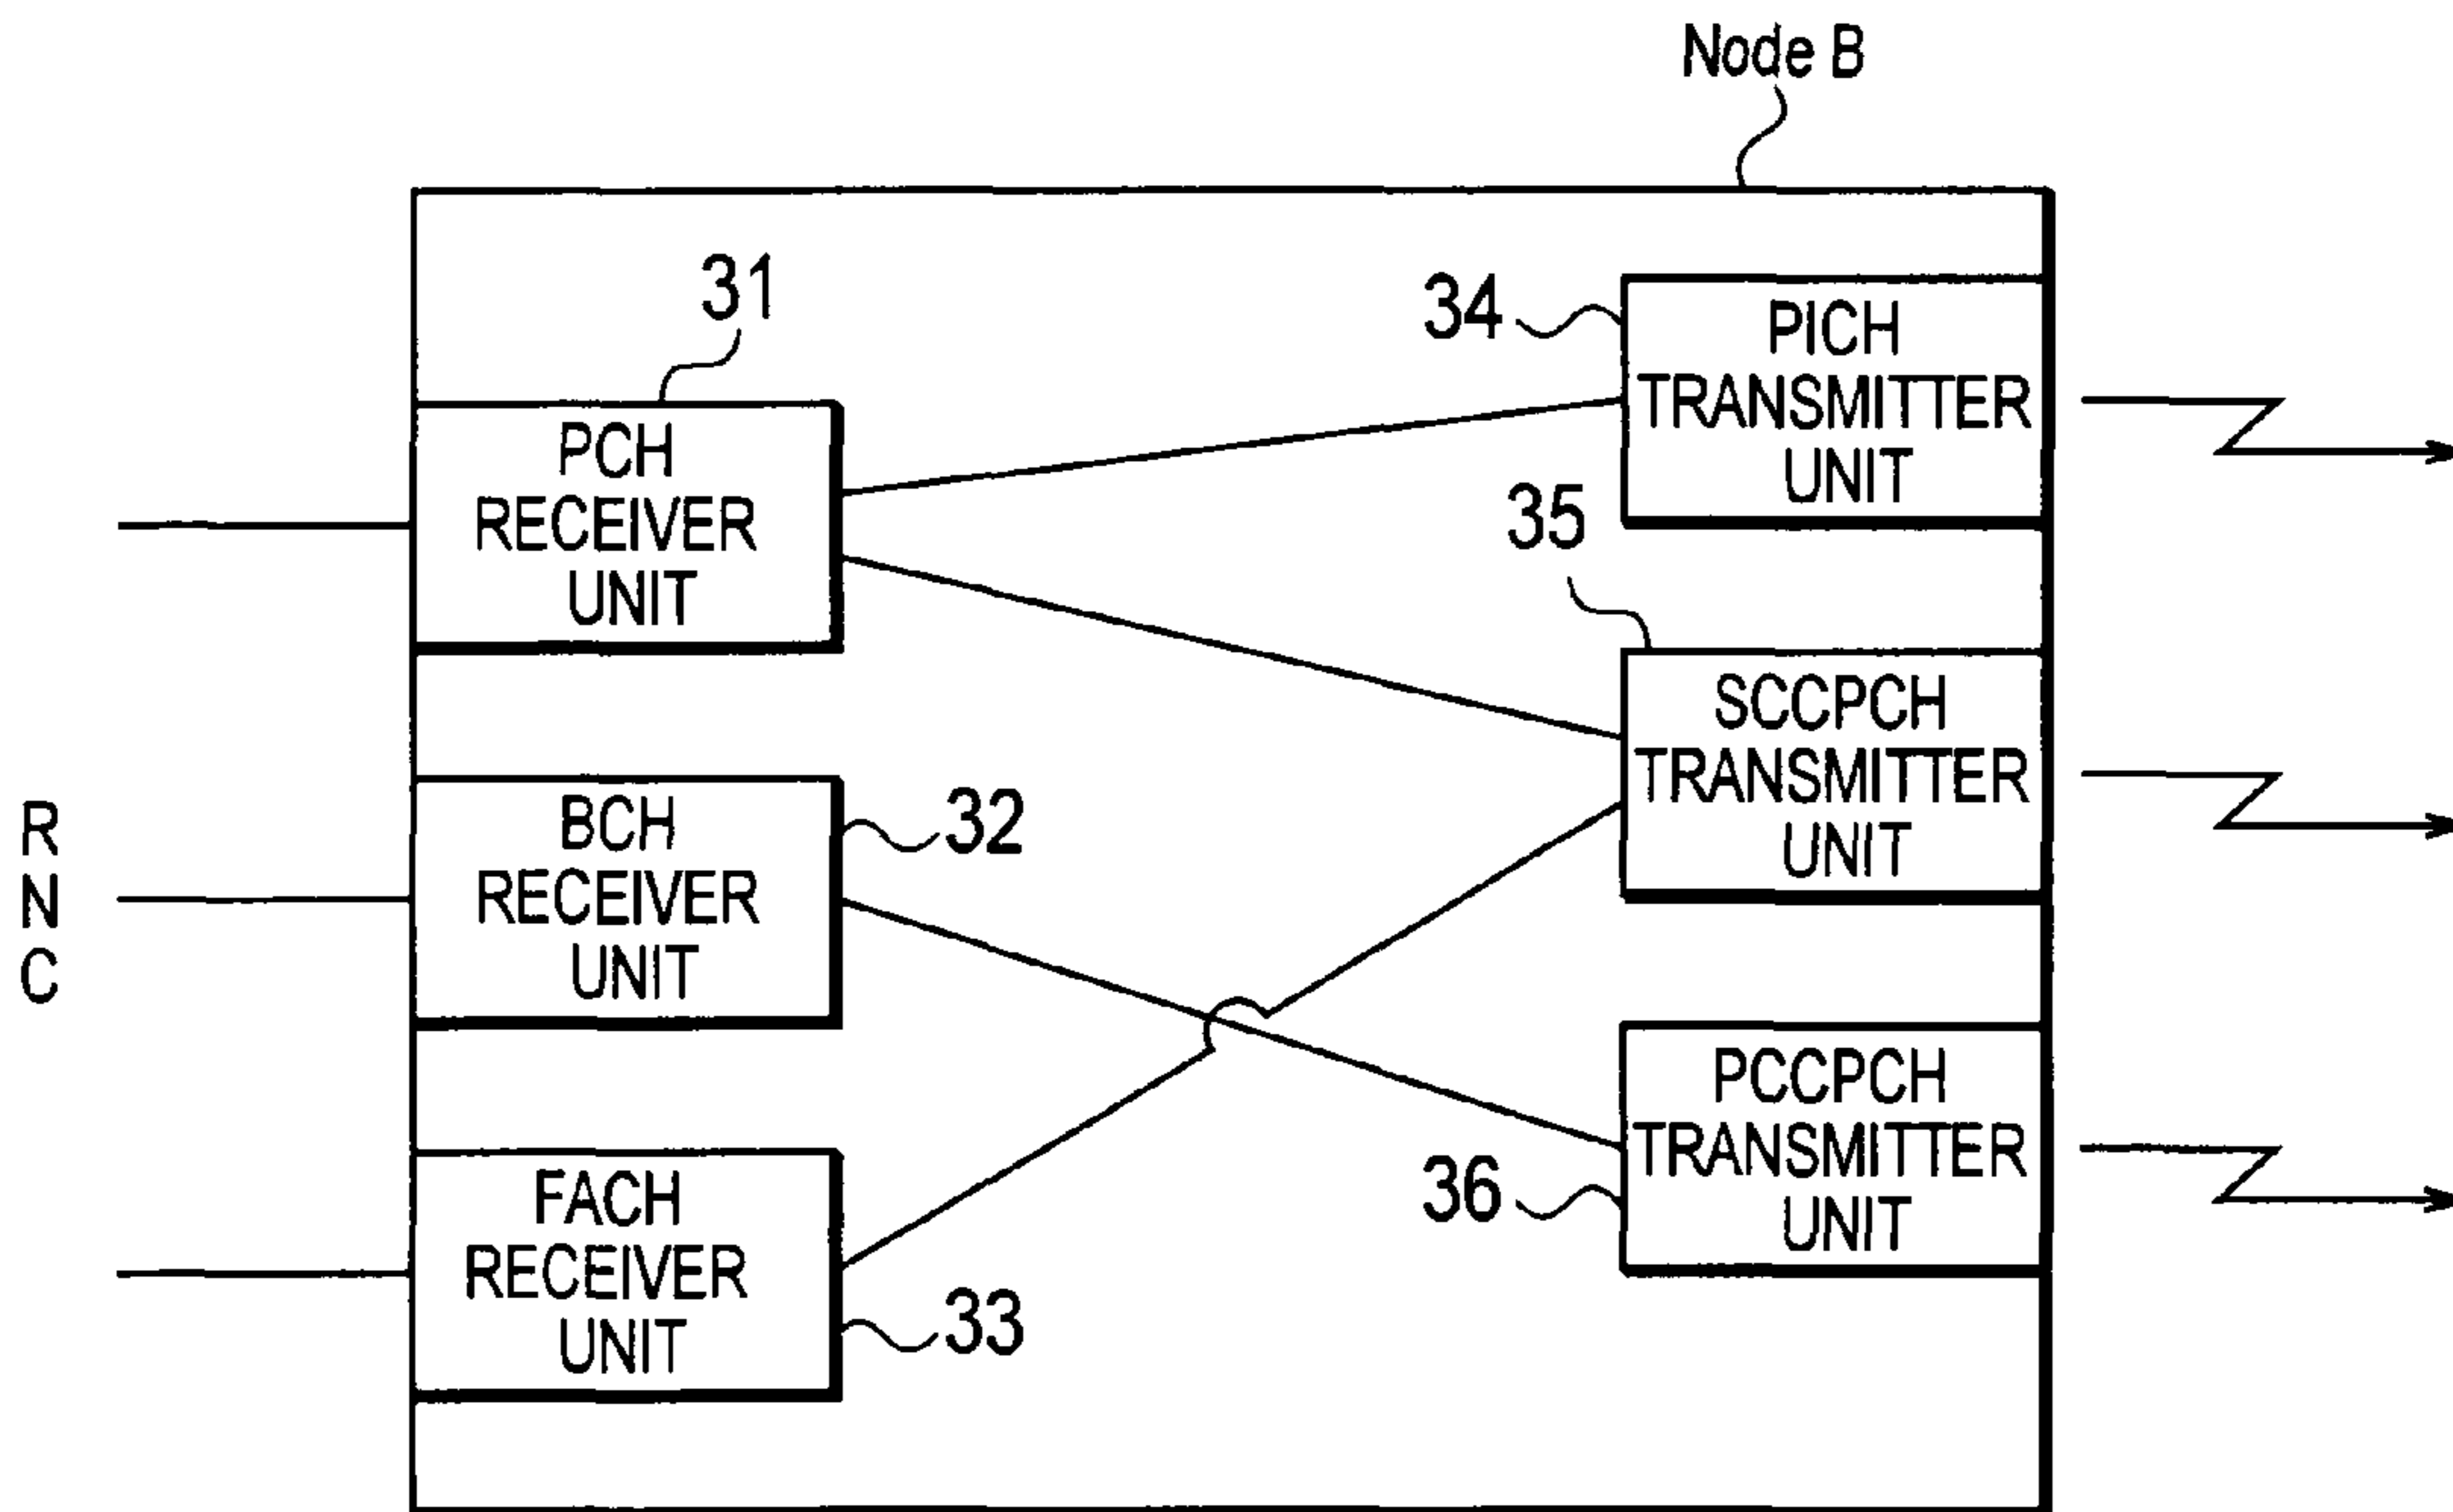 Node B
31
PCH
RECEIVER
UNIT
34
PICH
TRANSMITTER
UNIT
35
SCCPCH
TRANSMITTER
UNIT
R
N
C
BCH
RECEIVER
UNIT
32
FACH
RECEIVER
UNIT
33
36
PCCPCH
TRANSMITTER
UNIT